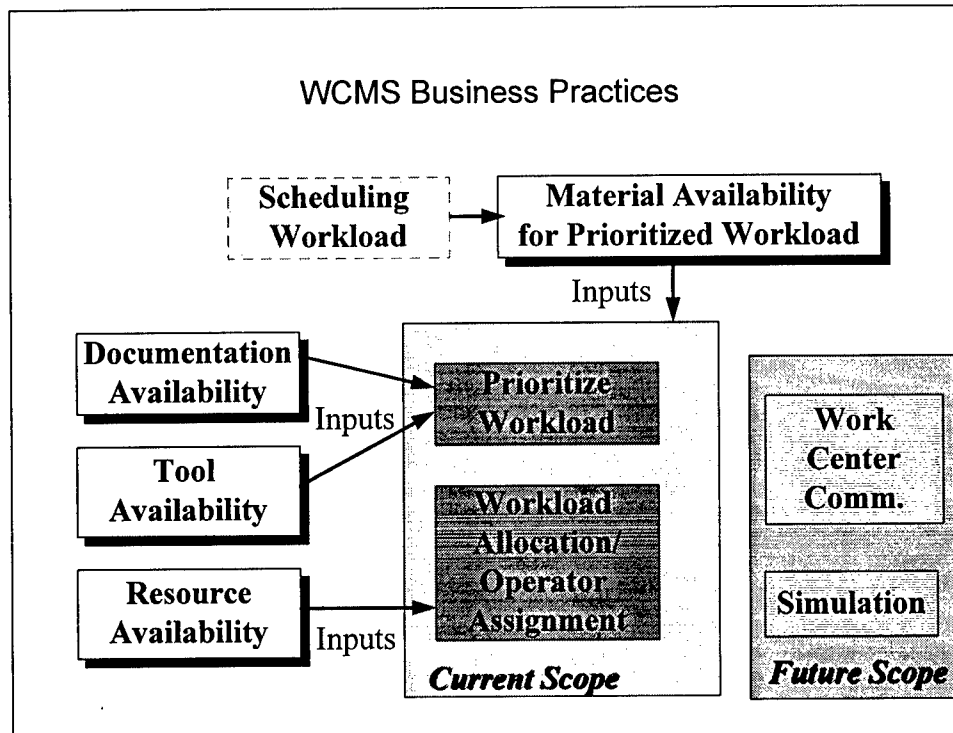 WCMS Business Practices
Scheduling
Workload
Material Availability
for Prioritized Workload
Inputs
Documentation
Availability
Inputs
Tool
Availability
Resource
Availability
Inputs
Prioritize
Workload
Workload
Allocation/
Operator
Assignment
Current Scope
Work
Center
Comm.
Simulation
Future Scope